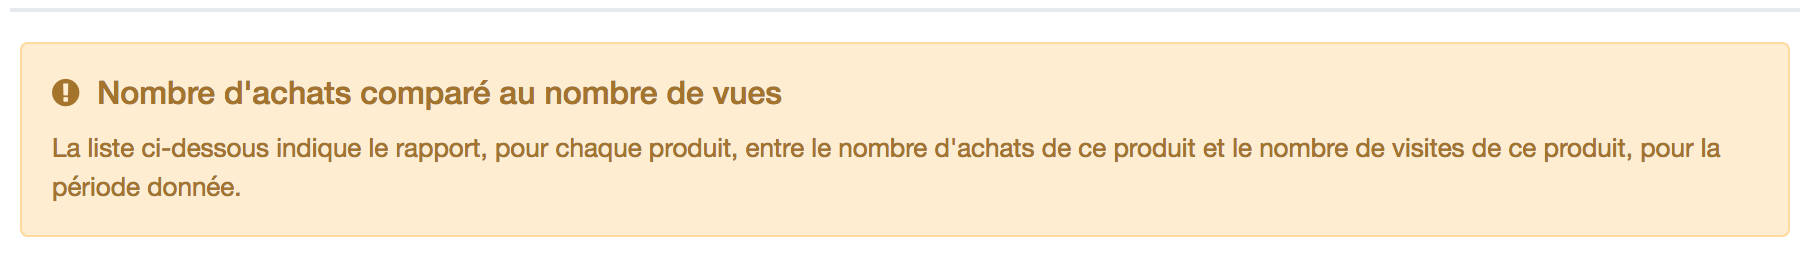 Nombre d'achats comparé au nombre de vues
La liste ci-dessous indique le rapport, pour chaque produit, entre le nombre d'achats de ce produit et le nombre de visites de ce produit, pour la
période donnée.